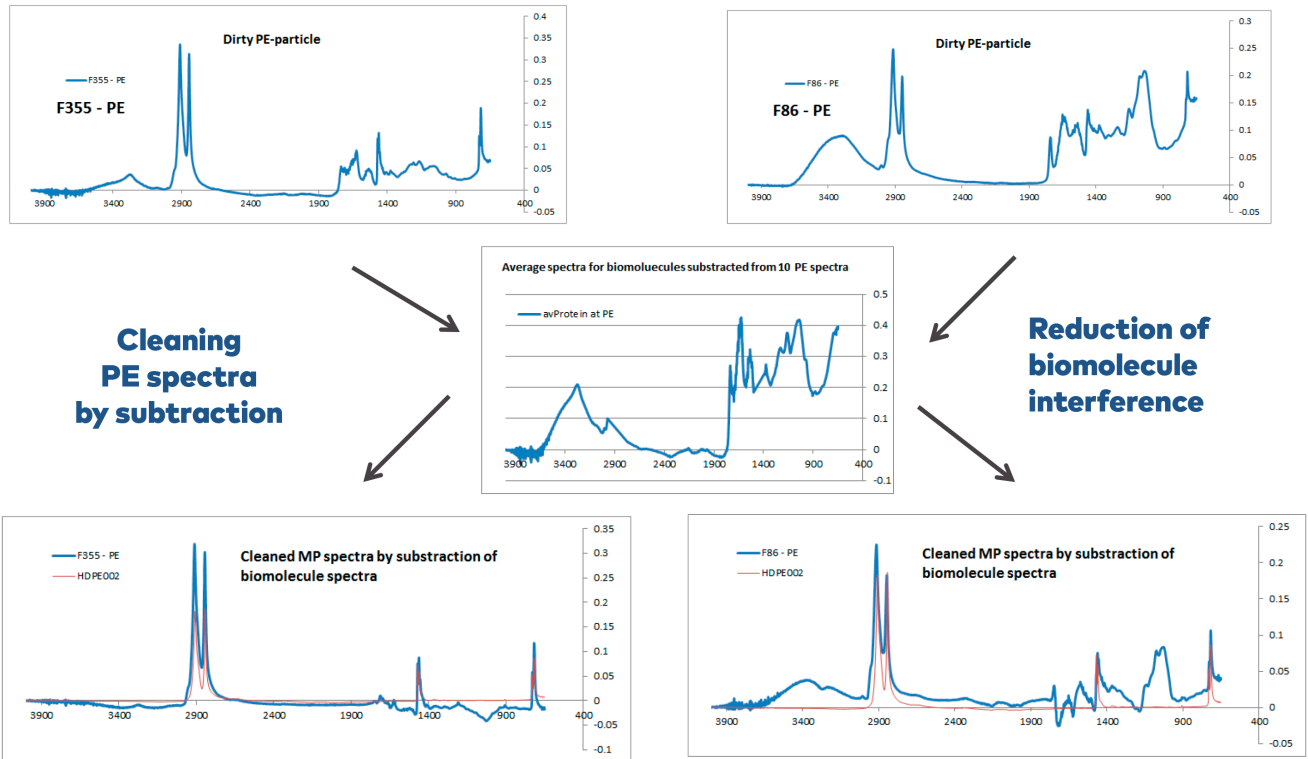 Dirty PE-particle
F355 - PE
F355 - PE
0.4
0.35
0.3
0.25
0.2
0.15
0.1
0.05
0
-0.05
3900 3400 2900 2400 1900 1400 900 400
Dirty PE-particle
F86 - PE
F86 - PE
0.3
0.25
0.2
0.15
0.1
0.05
0
-0.05
3900 3400 2900 2400 1900 1400 900 400
Cleaning
PE spectra
by subtraction
Average spectra for biomoluecules substracted from 10 PE spectra
avProtein at PE
0.5
0.4
0.3
0.2
0.1
0
-0.1
3900 3400 2900 2400 1900 1400 900 400
Reduction of
biomolecule
interference
F355 - PE
HDPE002
Cleaned MP spectra by substraction of
biomolecule spectra
0.35
0.3
0.25
0.2
0.15
0.1
0.05
0
-0.05
-0.1
3900 3400 2900 2400 1900 1400 900 400
F86 - PE
HDPE002
Cleaned MP spectra by substraction of
biomolecule spectra
0.25
0.2
0.15
0.1
0.05
0
-0.05
3900 3400 2900 2400 1900 1400 900 400